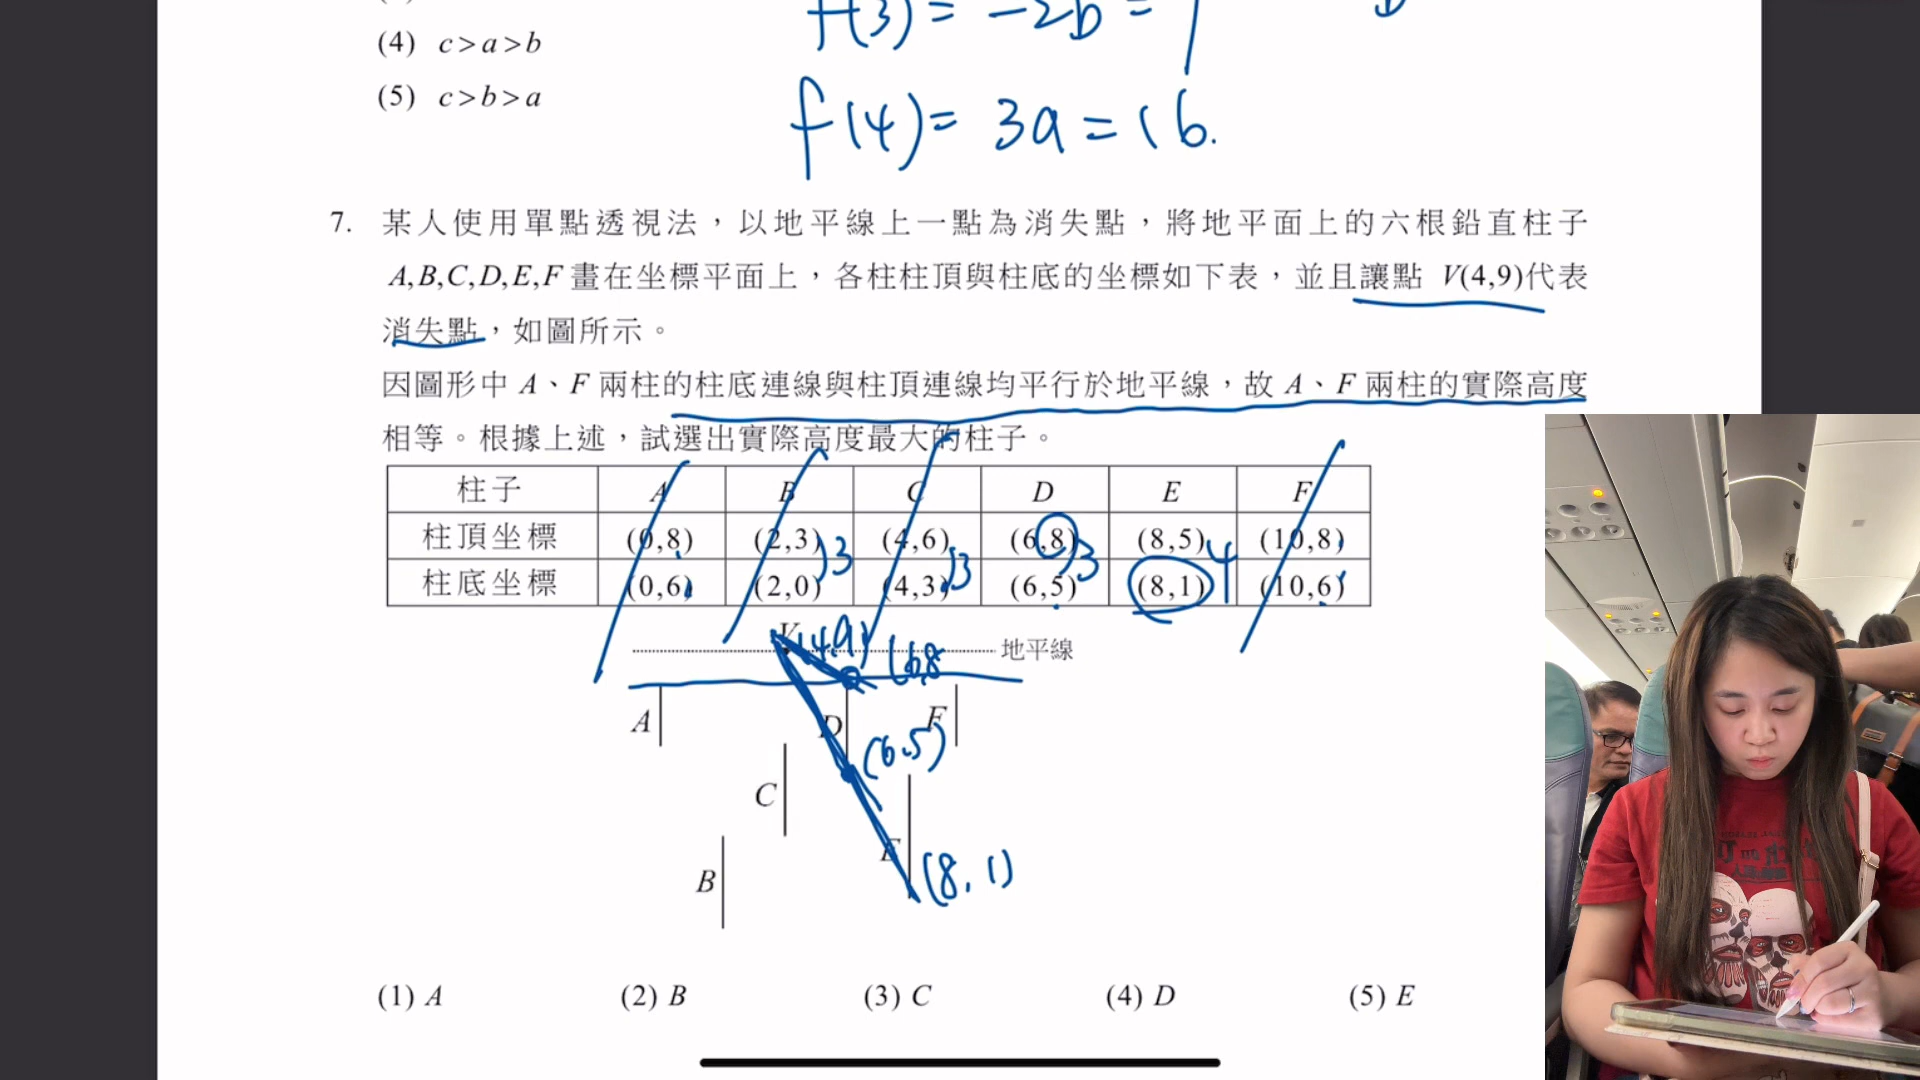 f(3) = -2b = 9
(4) c>a>b
(5) c>b>a
f(4) = 3a = 16.
7. 某人使用單點透視法，以地平線上一點為消失點，將地平面上的六根鉛直柱子
A,B,C,D,E,F畫在坐標平面上，各柱柱頂與柱底的坐標如下表，並且讓點 V(4,9)代表
消失點，如圖所示。
因圖形中 A、F 兩柱的柱底連線與柱頂連線均平行於地平線，故 A、F 兩柱的實際高度
相等。根據上述，試選出實際高度最大的柱子。
柱子 A B C D E F
柱頂坐標 (0,8) (2,3) (4,6) (6,8) (8,5) (10,8)
3 3 3 4
柱底坐標 (0,6) (2,0) (4,3) (6,5) (8,1) (10,6)
V (4,9) (6,8 地平線
A D F
(6,5)
C
E (8,1)
B
(1) A (2) B (3) C (4) D (5) E